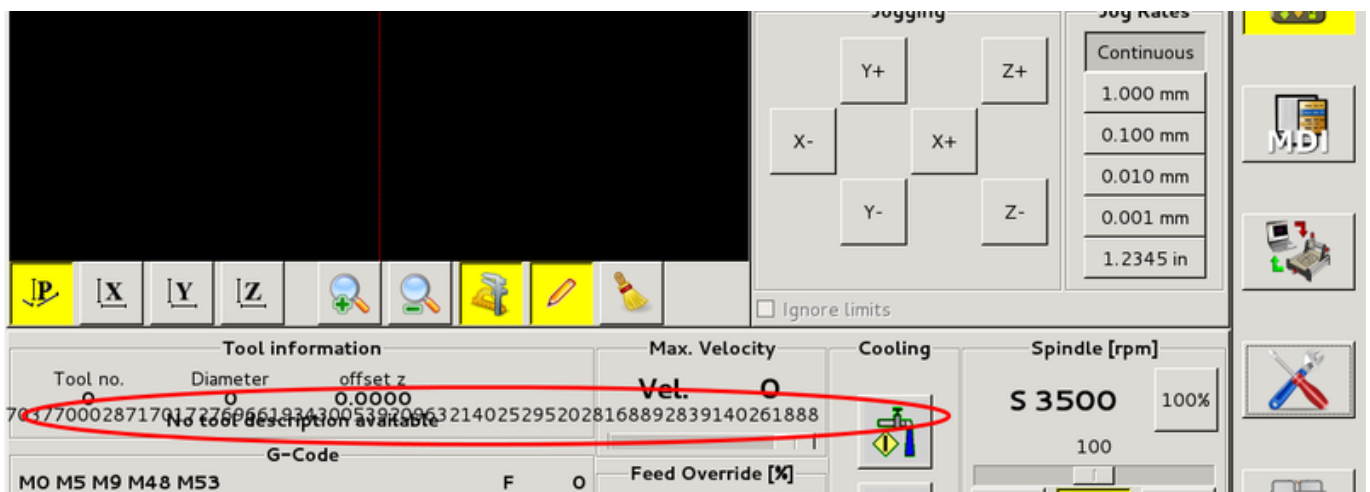 Jogging
Jog Rates
Continuous
Y+
Z+
1.000 mm
X-
X+
0.100 mm
MDI
0.010 mm
Y-
Z-
0.001 mm
1.2345 in
P
X
Y
Z
Ignore limits
Tool information
Max. Velocity
Cooling
Spindle [rpm]
Tool no.
Diameter
offset z
0
0
0.0000
Vel.
0
S 3500
100%
No tool description available
100
G-Code
Feed Override [%]
M0 M5 M9 M48 M53
F
0